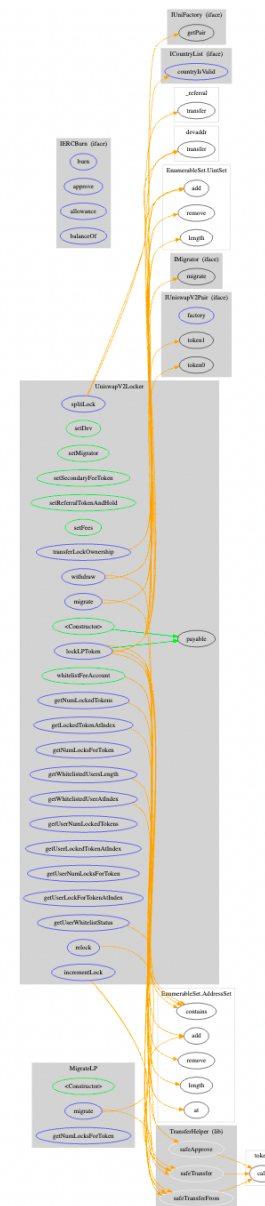 IUniFactory (iface)
getPair
ICountryList (iface)
countryIsValid
_referral
transfer
devaddr
transfer
IERCBurn (iface)
burn
approve
allowance
balanceOf
EnumerableSet.UintSet
add
remove
length
IMigrator (iface)
migrate
IUniswapV2Pair (iface)
factory
token1
token0
UniswapV2Locker
splitLock
setDev
setMigrator
setSecondaryFeeToken
setReferralTokenAndHold
setFees
transferLockOwnership
withdraw
migrate
<Constructor>
payable
lockLPToken
whitelistFeeAccount
getNumLockedTokens
getLockedTokenAtIndex
getNumLocksForToken
getWhitelistedUsersLength
getWhitelistedUserAtIndex
getUserNumLockedTokens
getUserLockedTokenAtIndex
getUserNumLocksForToken
getUserLockForTokenAtIndex
getUserWhitelistStatus
relock
incrementLock
EnumerableSet.AddressSet
contains
add
remove
length
at
MigrateLP
<Constructor>
migrate
getNumLocksForToken
TransferHelper (lib)
safeApprove
safeTransfer
safeTransferFrom